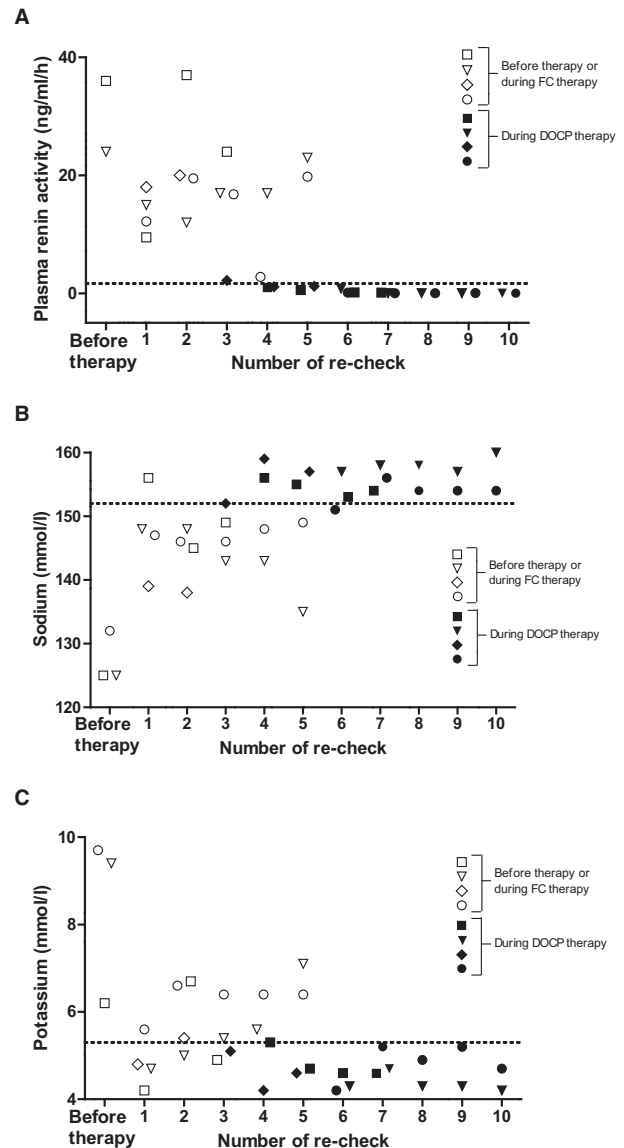 A
Plasma renin activity (ng/ml/h)
40
20
0
Before therapy or
during FC therapy
During DOCP therapy
Before
therapy
1 2 3 4 5 6 7 8 9 10
Number of re-check
B
Sodium (mmol/l)
160
150
140
130
120
Before therapy or
during FC therapy
During DOCP therapy
Before
therapy
1 2 3 4 5 6 7 8 9 10
Number of re-check
C
Potassium (mmol/l)
10
8
6
4
Before therapy or
during FC therapy
During DOCP therapy
Before
therapy
1 2 3 4 5 6 7 8 9 10
Number of re-check